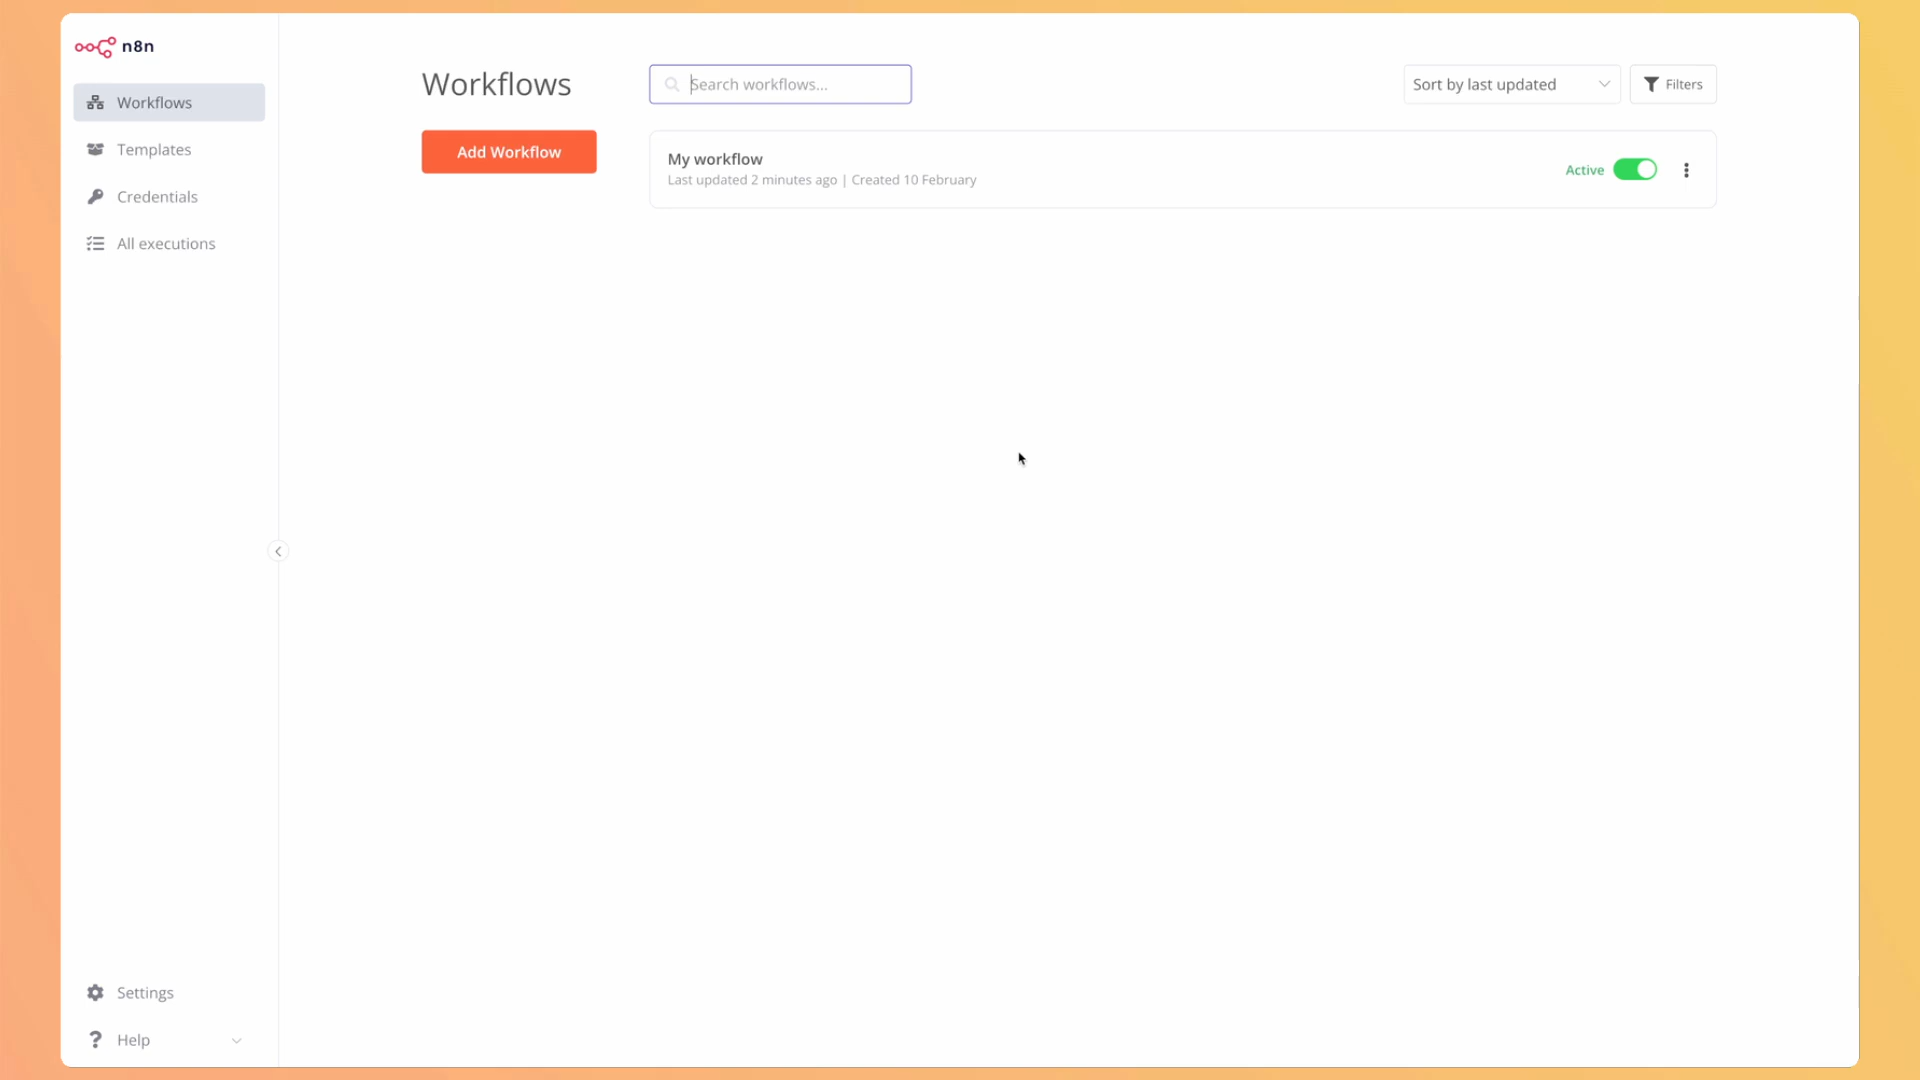 n8n
Workflows
Templates
Credentials
All executions
Settings
Help
Workflows
Add Workflow
Search workflows...
Sort by last updated
Filters
My workflow
Last updated 2 minutes ago | Created 10 February
Active